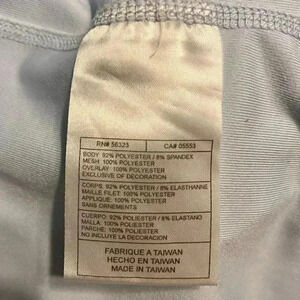 RN# 56323 CA# 05553
BODY: 92% POLYESTER / 8% SPANDEX
MESH: 100% POLYESTER
OVERLAY: 100% POLYESTER
EXCLUSIVE OF DECORATION
CORPS: 92% POLYESTER / 8% ELASTHANNE
MAILLE FILET: 100% POLYESTER
APPLIQUE: 100% POLYESTER
SANS ORNEMENTS
CUERPO: 92% POLIESTER / 8% ELASTANO
MALLA: 100% POLIESTER
PARCHE: 100% POLIESTER
NO INCLUYE LA DECORACION
FABRIQUE A TAIWAN
HECHO EN TAIWAN
MADE IN TAIWAN